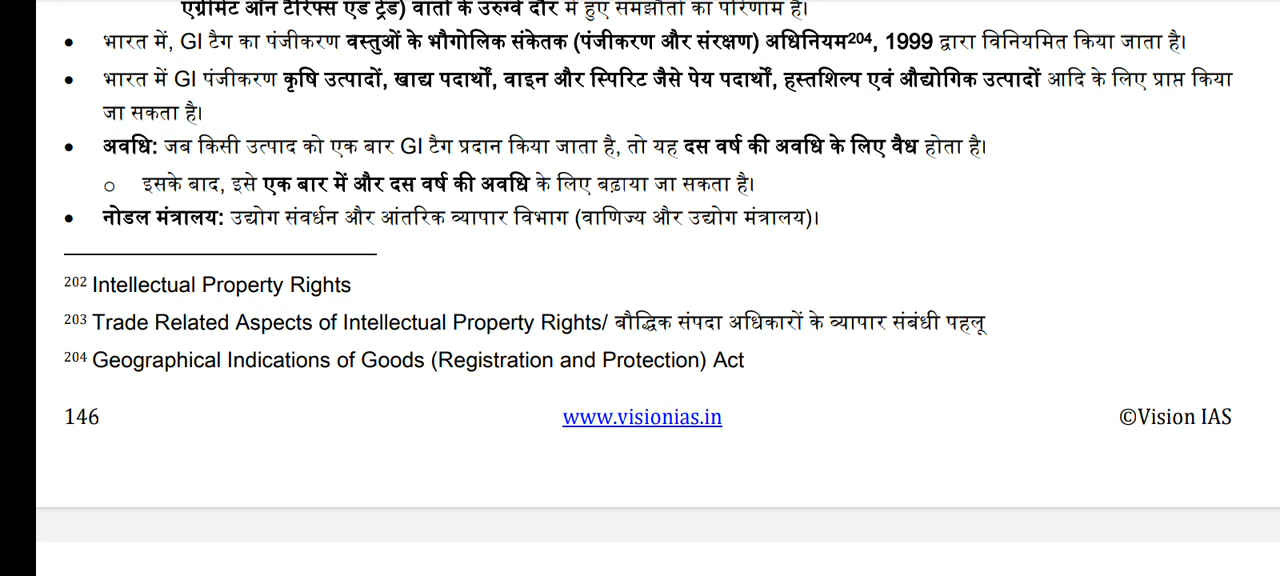 एग्रीमेंट ऑन टैरिफ्स एंड ट्रेड) वार्ता के उरुग्वे दौर में हुए समझौतों का परिणाम है।
• भारत में, GI टैग का पंजीकरण वस्तुओं के भौगोलिक संकेतक (पंजीकरण और संरक्षण) अधिनियम204, 1999 द्वारा विनियमित किया जाता है।
• भारत में GI पंजीकरण कृषि उत्पादों, खाद्य पदार्थों, वाइन और स्पिरिट जैसे पेय पदार्थों, हस्तशिल्प एवं औद्योगिक उत्पादों आदि के लिए प्राप्त किया
जा सकता है।
• अवधि: जब किसी उत्पाद को एक बार GI टैग प्रदान किया जाता है, तो यह दस वर्ष की अवधि के लिए वैध होता है।
o इसके बाद, इसे एक बार में और दस वर्ष की अवधि के लिए बढ़ाया जा सकता है।
• नोडल मंत्रालय: उद्योग संवर्धन और आंतरिक व्यापार विभाग (वाणिज्य और उद्योग मंत्रालय)।
202 Intellectual Property Rights
203 Trade Related Aspects of Intellectual Property Rights/ बौद्धिक संपदा अधिकारों के व्यापार संबंधी पहलू
204 Geographical Indications of Goods (Registration and Protection) Act
146 www.visionias.in ©Vision IAS